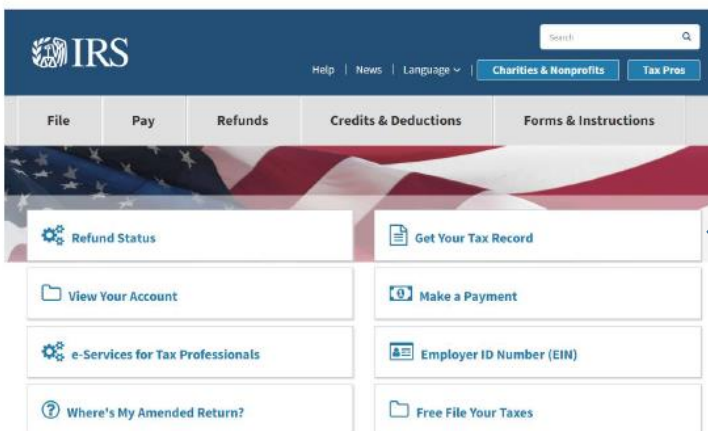 IRS
Search
Help | News | Language | Charities & Nonprofits Tax Pros
File Pay Refunds Credits & Deductions Forms & Instructions
Refund Status Get Your Tax Record
View Your Account Make a Payment
e-Services for Tax Professionals Employer ID Number (EIN)
Where's My Amended Return? Free File Your Taxes